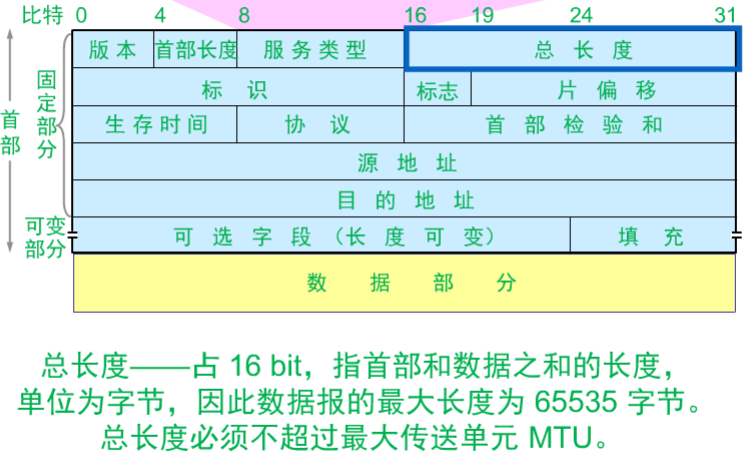 比特 0 4 8 16 19 24 31
版 本 首部长度 服 务 类 型 总 长 度
标 识 标志 片 偏 移
生 存 时 间 协 议 首 部 检 验 和
源 地 址
目 的 地 址
可 选 字 段 （长 度 可 变） 填 充
首部
固定部分
可变部分
数 据 部 分
总长度——占 16 bit，指首部和数据之和的长度，
单位为字节，因此数据报的最大长度为 65535 字节。
总长度必须不超过最大传送单元 MTU。